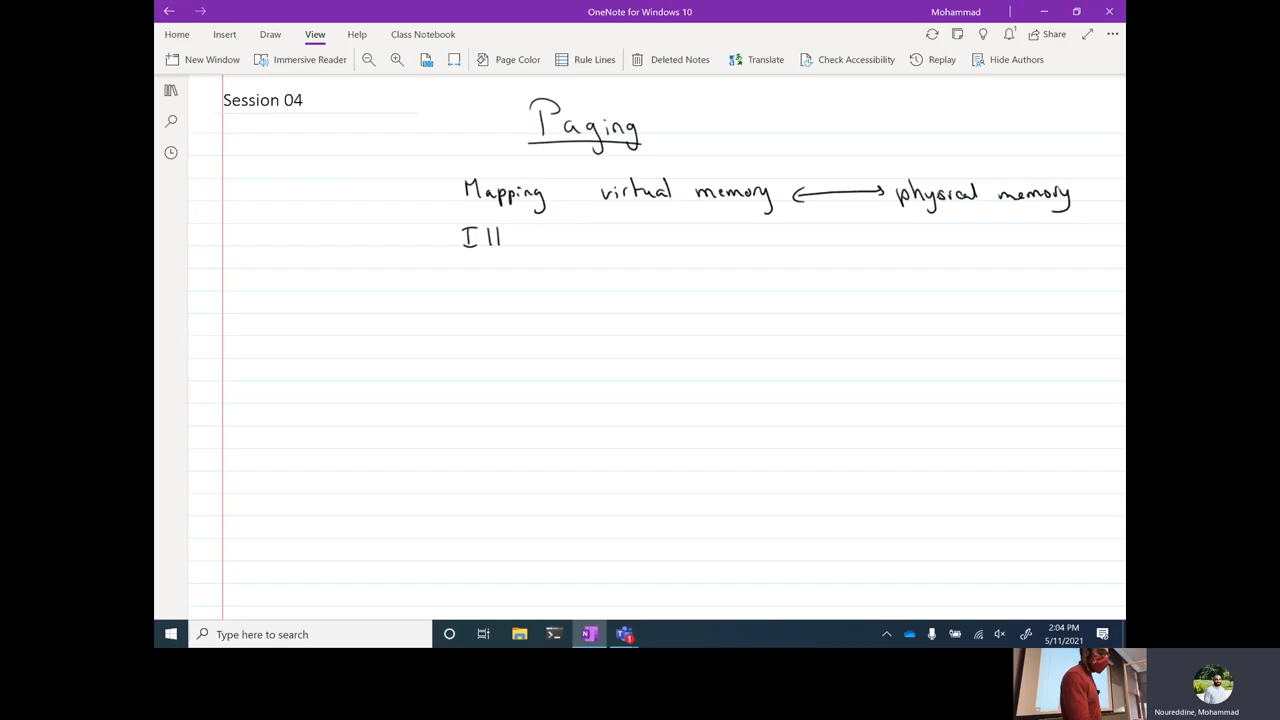 OneNote for Windows 10
Mohammad
Home Insert Draw View Help Class Notebook
Share
New Window Immersive Reader Page Color Rule Lines Deleted Notes Translate Check Accessibility Replay Hide Authors
Session 04
Paging
Mapping virtual memory ⟷ physical memory
Ill
Type here to search
2:04 PM
5/11/2021
Noureddine, Mohammad